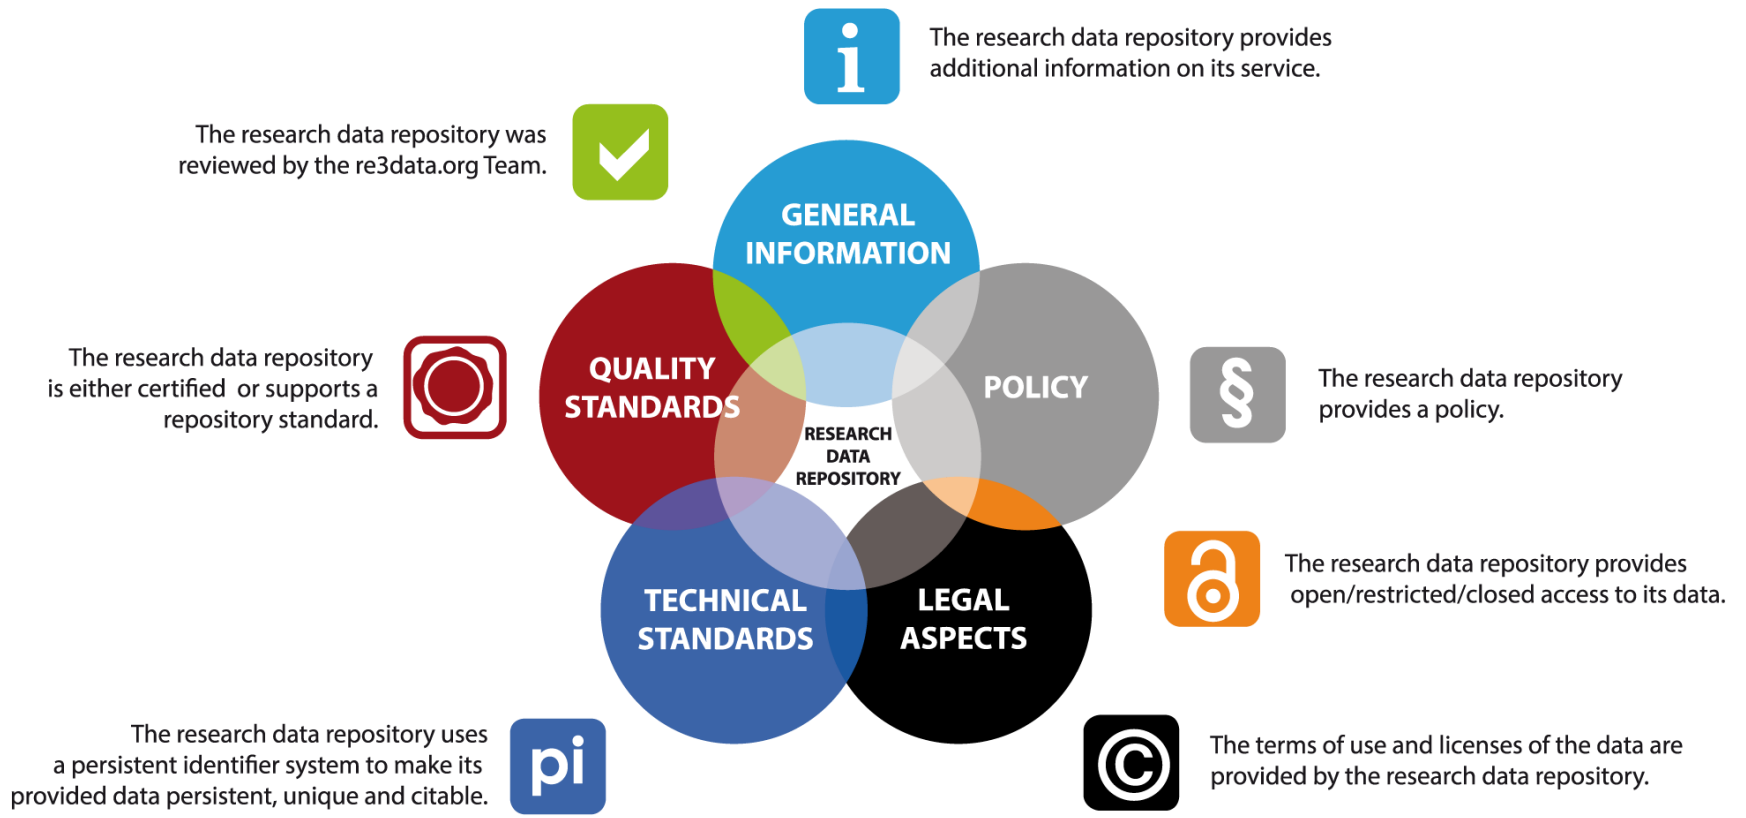 i
The research data repository provides
additional information on its service.
The research data repository was
reviewed by the re3data.org Team.
GENERAL
INFORMATION
The research data repository
is either certified or supports a
repository standard.
QUALITY
STANDARDS
POLICY
§
The research data repository
provides a policy.
RESEARCH
DATA
REPOSITORY
The research data repository provides
open/restricted/closed access to its data.
TECHNICAL
STANDARDS
LEGAL
ASPECTS
The research data repository uses
a persistent identifier system to make its
provided data persistent, unique and citable.
pi
©
The terms of use and licenses of the data are
provided by the research data repository.